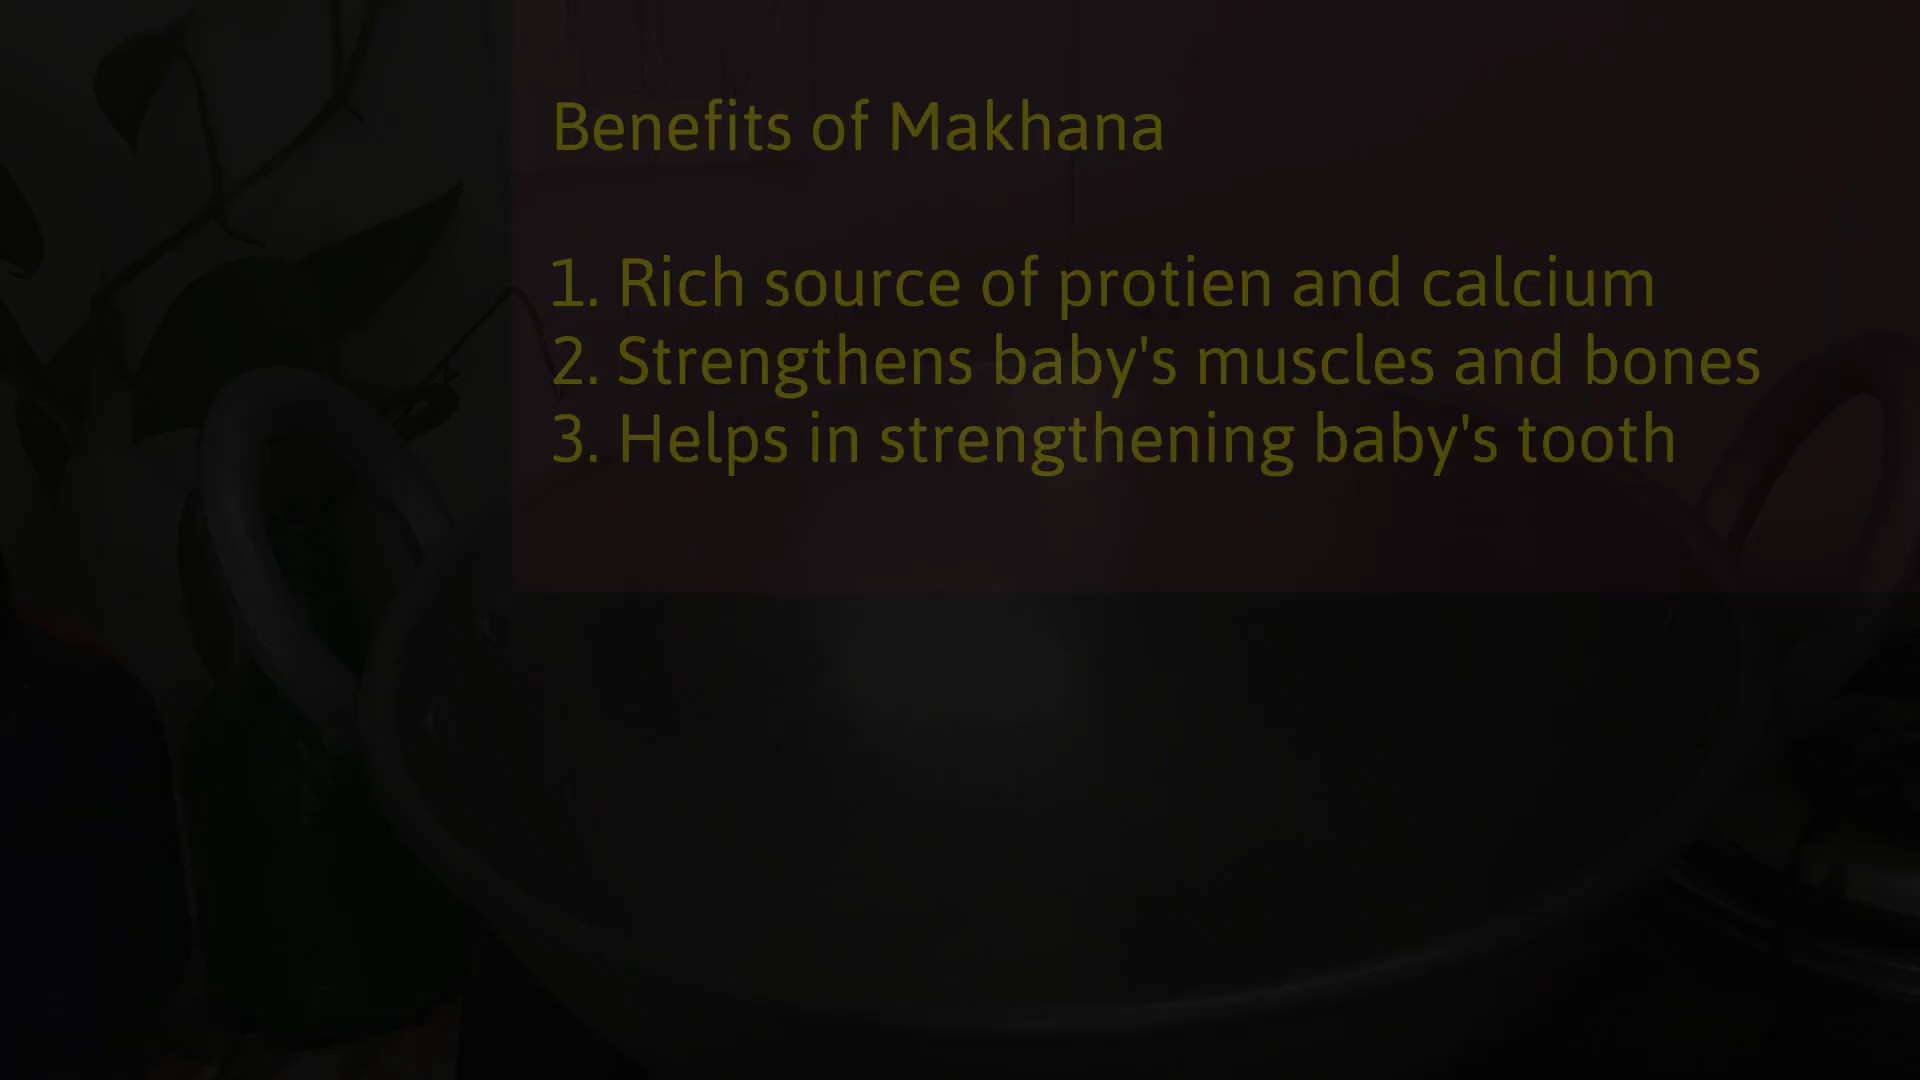 Benefits of Makhana
1. Rich source of protien and calcium
2. Strengthens baby's muscles and bones
3. Helps in strengthening baby's tooth